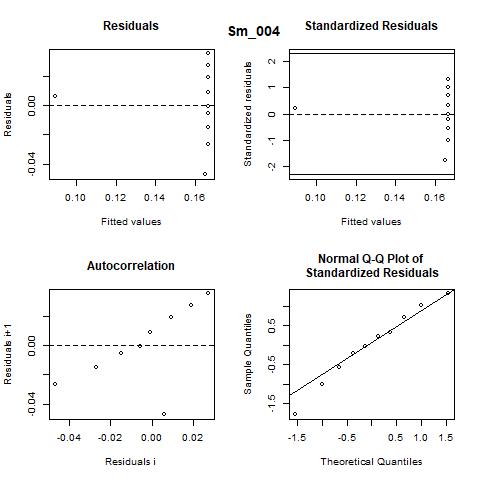 Sm_004
Residuals
Residuals
0.00
-0.04
0.10 0.12 0.14 0.16
Fitted values
Standardized Residuals
Standardized residuals
2
1
0
-1
-2
0.10 0.12 0.14 0.16
Fitted values
Autocorrelation
Residuals i+1
0.00
-0.04
-0.04 -0.02 0.00 0.02
Residuals i
Normal Q-Q Plot of
Standardized Residuals
Sample Quantiles
0.5
-0.5
-1.5
-1.5 -0.5 0.5 1.0 1.5
Theoretical Quantiles